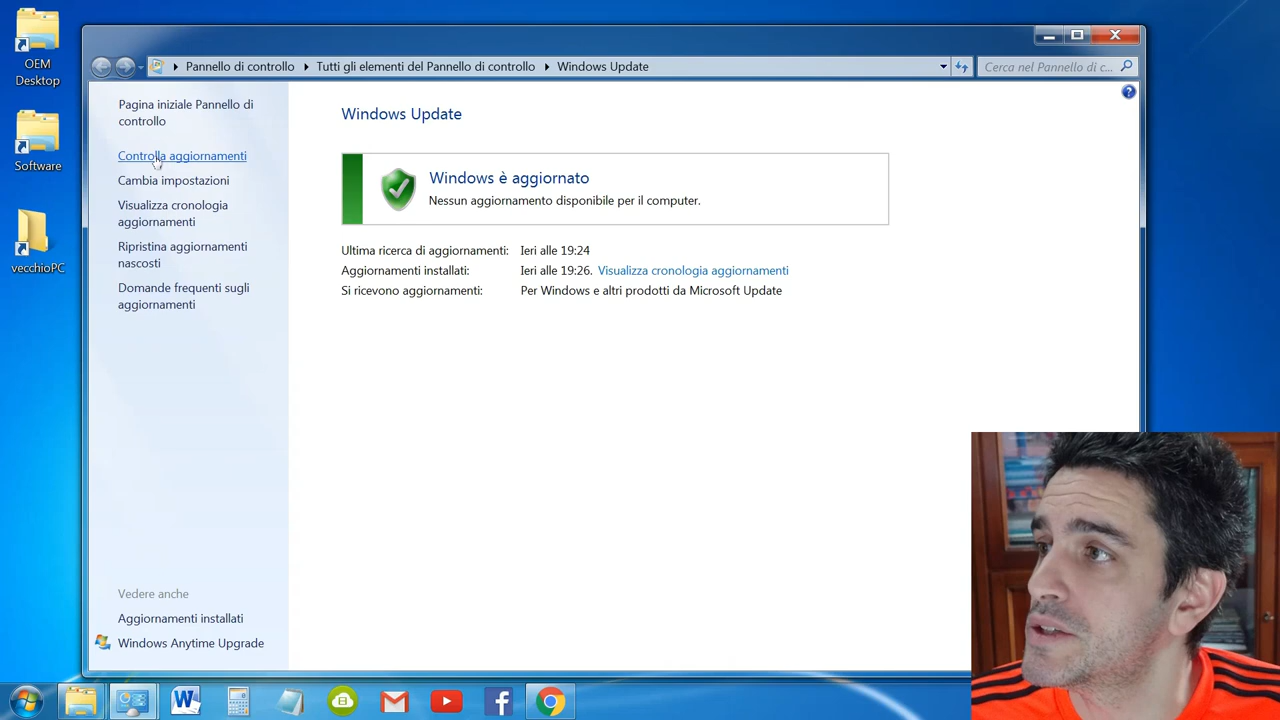 OEM
Desktop
Software
vecchioPC
Pannello di controllo
Tutti gli elementi del Pannello di controllo
Windows Update
Cerca nel Pannello di c...
Pagina iniziale Pannello di
controllo
Controlla aggiornamenti
Cambia impostazioni
Visualizza cronologia
aggiornamenti
Ripristina aggiornamenti
nascosti
Domande frequenti sugli
aggiornamenti
Windows Update
Windows è aggiornato
Nessun aggiornamento disponibile per il computer.
Ultima ricerca di aggiornamenti: Ieri alle 19:24
Aggiornamenti installati: Ieri alle 19:26. Visualizza cronologia aggiornamenti
Si ricevono aggiornamenti: Per Windows e altri prodotti da Microsoft Update
Vedere anche
Aggiornamenti installati
Windows Anytime Upgrade